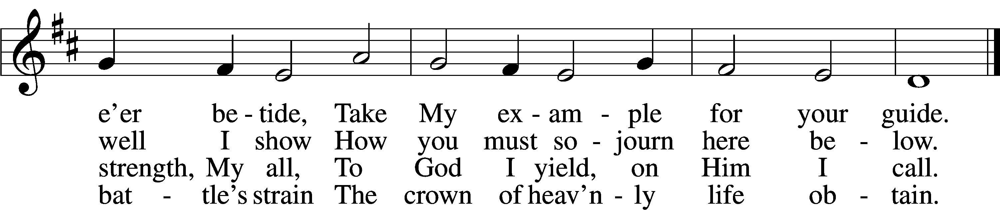 e’er be - tide, Take My ex - am - ple for your guide.
well I show How you must so - journ here be - low.
strength, My all, To God I yield, on Him I call.
bat - tle’s strain The crown of heav’n - ly life ob - tain.